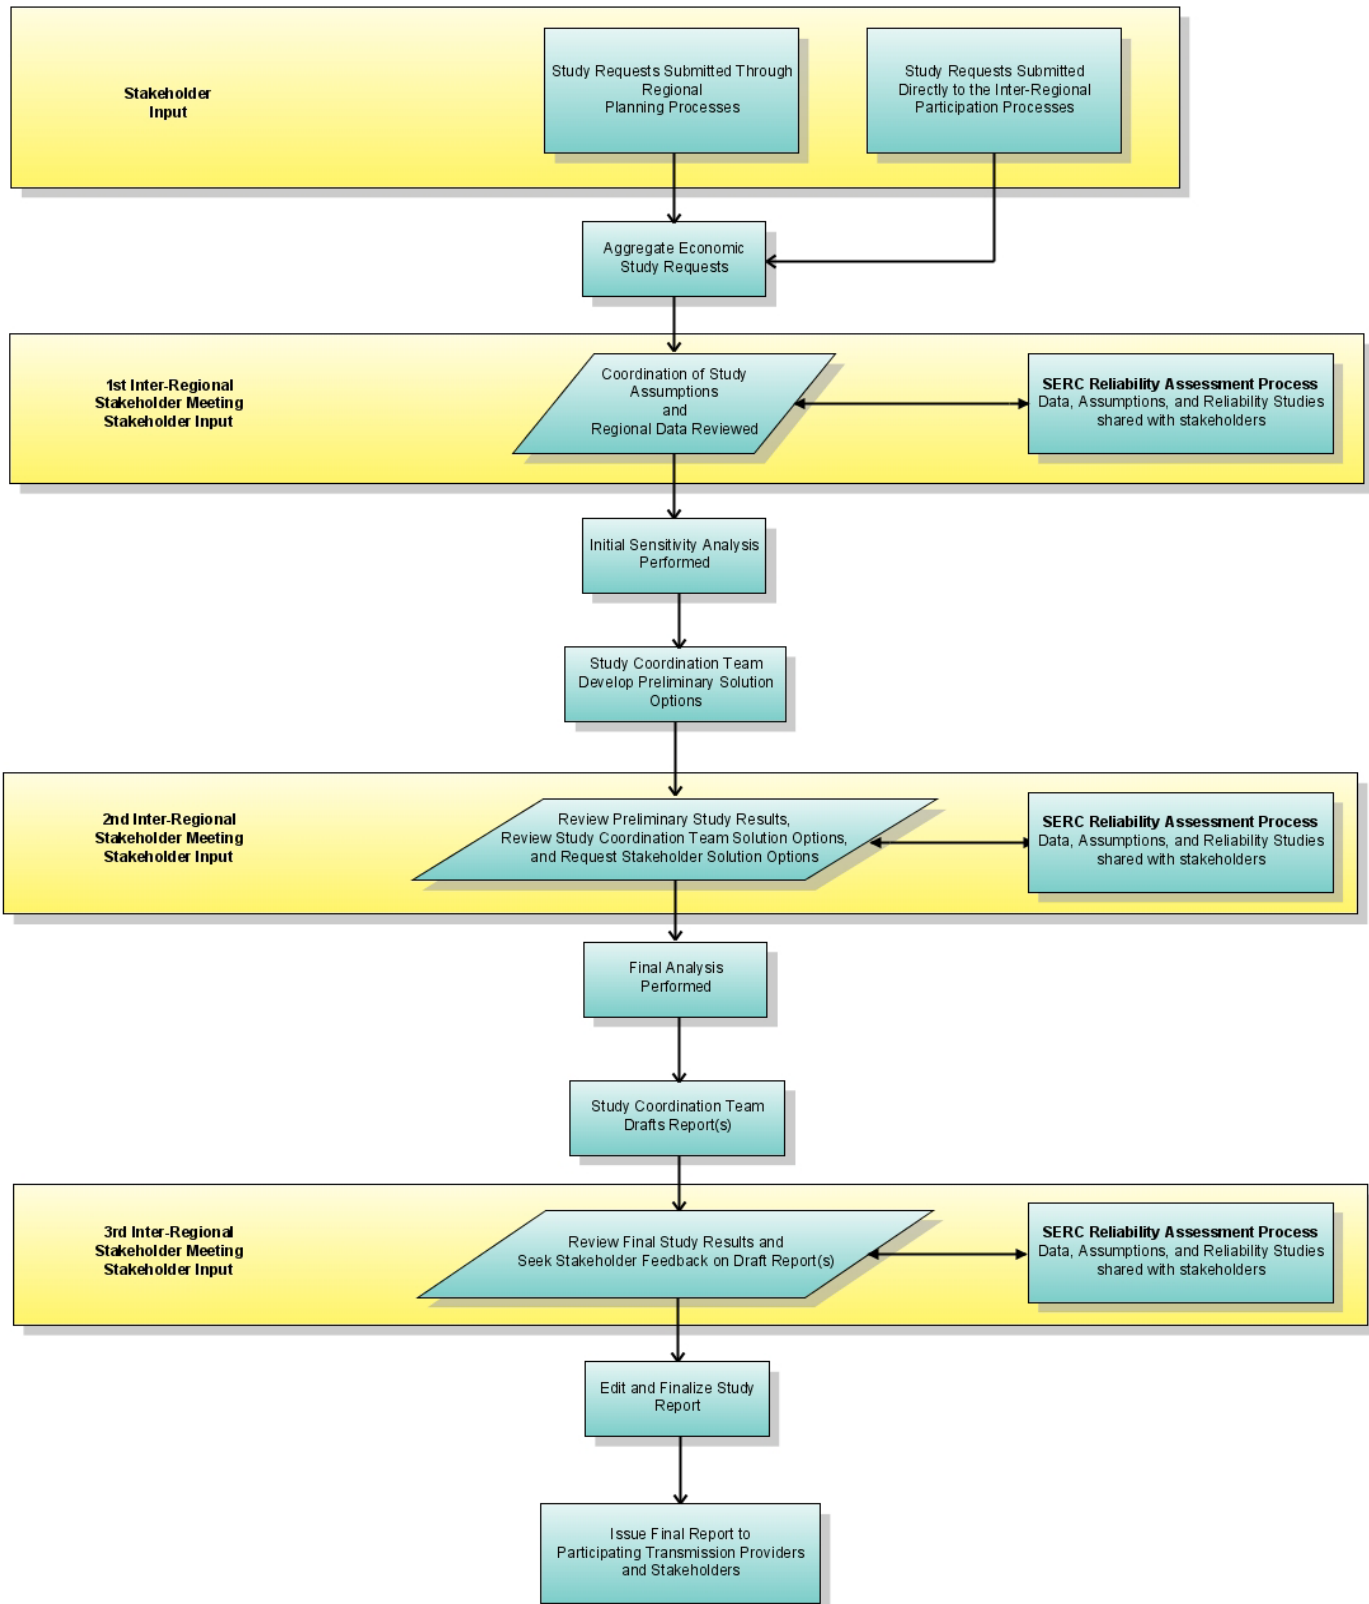 Stakeholder
Input
Study Requests Submitted Through
Regional
Planning Processes
Study Requests Submitted
Directly to the Inter-Regional
Participation Processes
Aggregate Economic
Study Requests
1st Inter-Regional
Stakeholder Meeting
Stakeholder Input
Coordination of Study
Assumptions
and
Regional Data Reviewed
SERC Reliability Assessment Process
Data, Assumptions, and Reliability Studies
shared with stakeholders
Initial Sensitivity Analysis
Performed
Study Coordination Team
Develop Preliminary Solution
Options
2nd Inter-Regional
Stakeholder Meeting
Stakeholder Input
Review Preliminary Study Results,
Review Study Coordination Team Solution Options,
and Request Stakeholder Solution Options
SERC Reliability Assessment Process
Data, Assumptions, and Reliability Studies
shared with stakeholders
Final Analysis
Performed
Study Coordination Team
Drafts Report(s)
3rd Inter-Regional
Stakeholder Meeting
Stakeholder Input
Review Final Study Results and
Seek Stakeholder Feedback on Draft Report(s)
SERC Reliability Assessment Process
Data, Assumptions, and Reliability Studies
shared with stakeholders
Edit and Finalize Study
Report
Issue Final Report to
Participating Transmission Providers
and Stakeholders